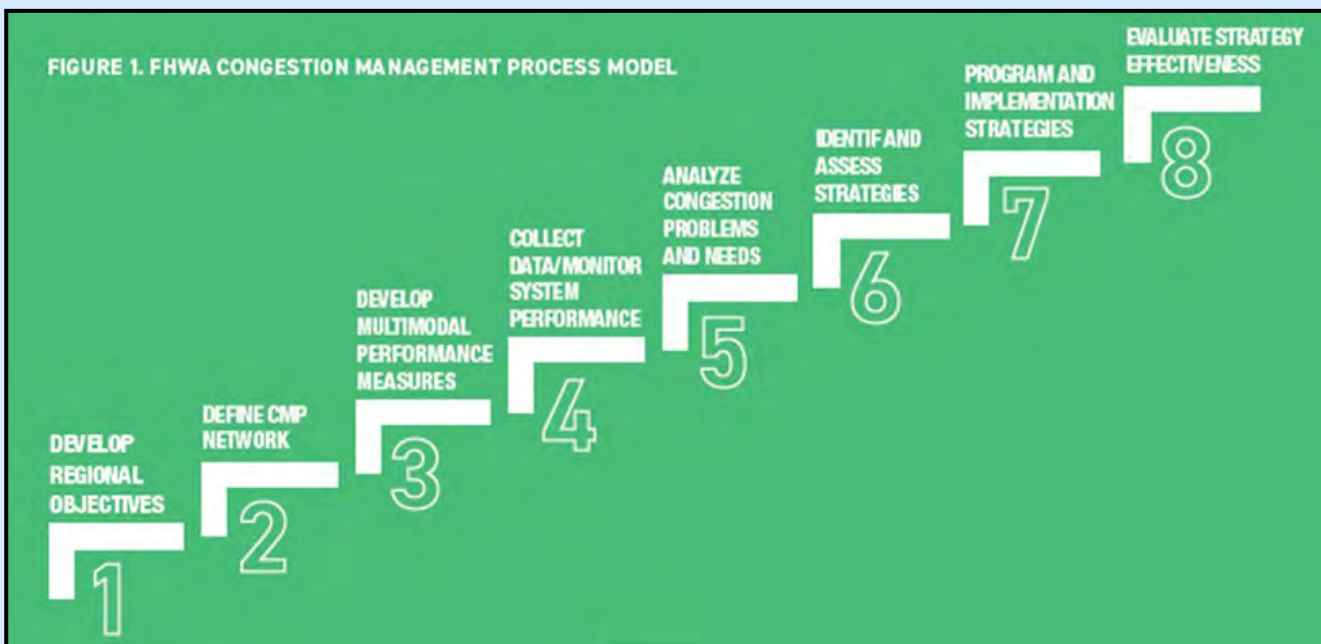 FIGURE 1. FHWA CONGESTION MANAGEMENT PROCESS MODEL
DEVELOP
REGIONAL
OBJECTIVES
1
DEFINE CMP
NETWORK
2
DEVELOP
MULTIMODAL
PERFORMANCE
MEASURES
3
COLLECT
DATA/MONITOR
SYSTEM
PERFORMANCE
4
ANALYZE
CONGESTION
PROBLEMS
AND NEEDS
5
IDENTIF AND
ASSESS
STRATEGIES
6
PROGRAM AND
IMPLEMENTATION
STRATEGIES
7
EVALUATE STRATEGY
EFFECTIVENESS
8